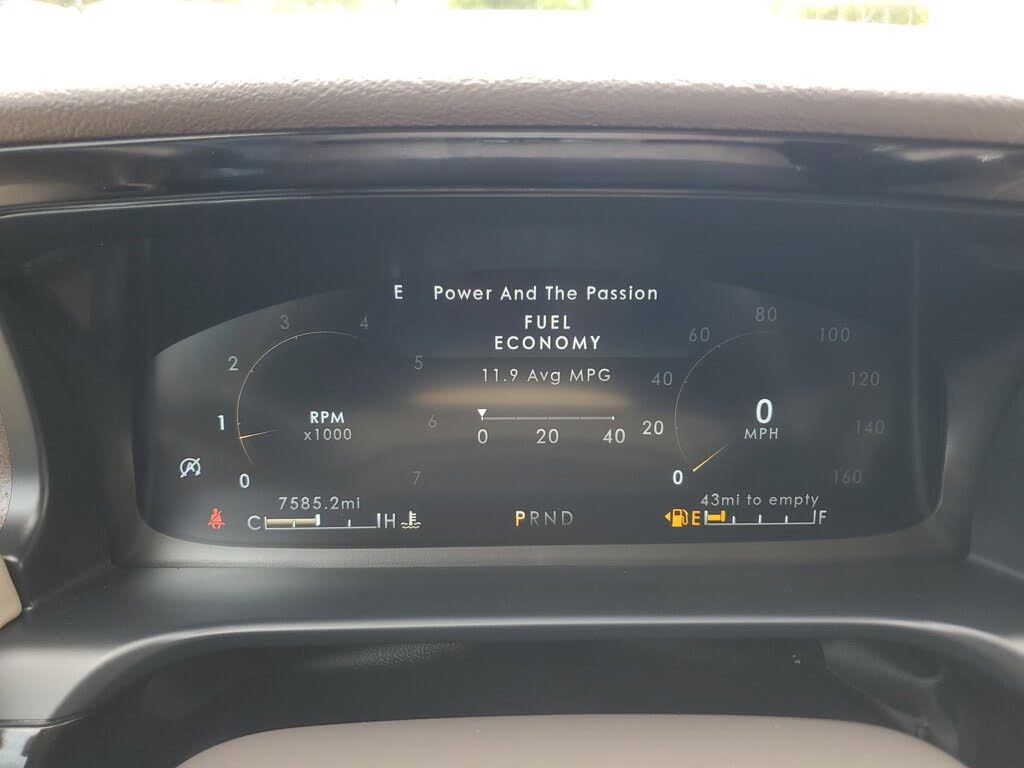 E Power And The Passion
FUEL
ECONOMY
11.9 Avg MPG
0 20 40
0 1 2 3 4 5 6 7
RPM
x1000
0 20 40 60 80 100 120 140 160
0
MPH
7585.2mi
C H
PRND
43mi to empty
E F